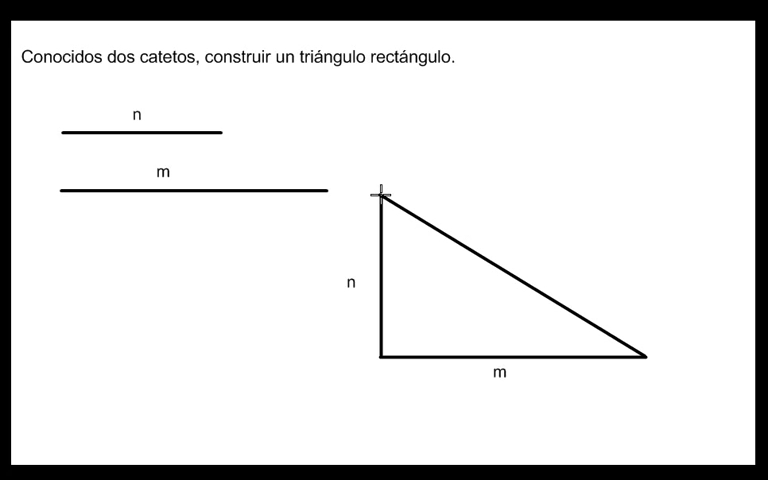 Conocidos dos catetos, construir un triángulo rectángulo.
n
m
n
m